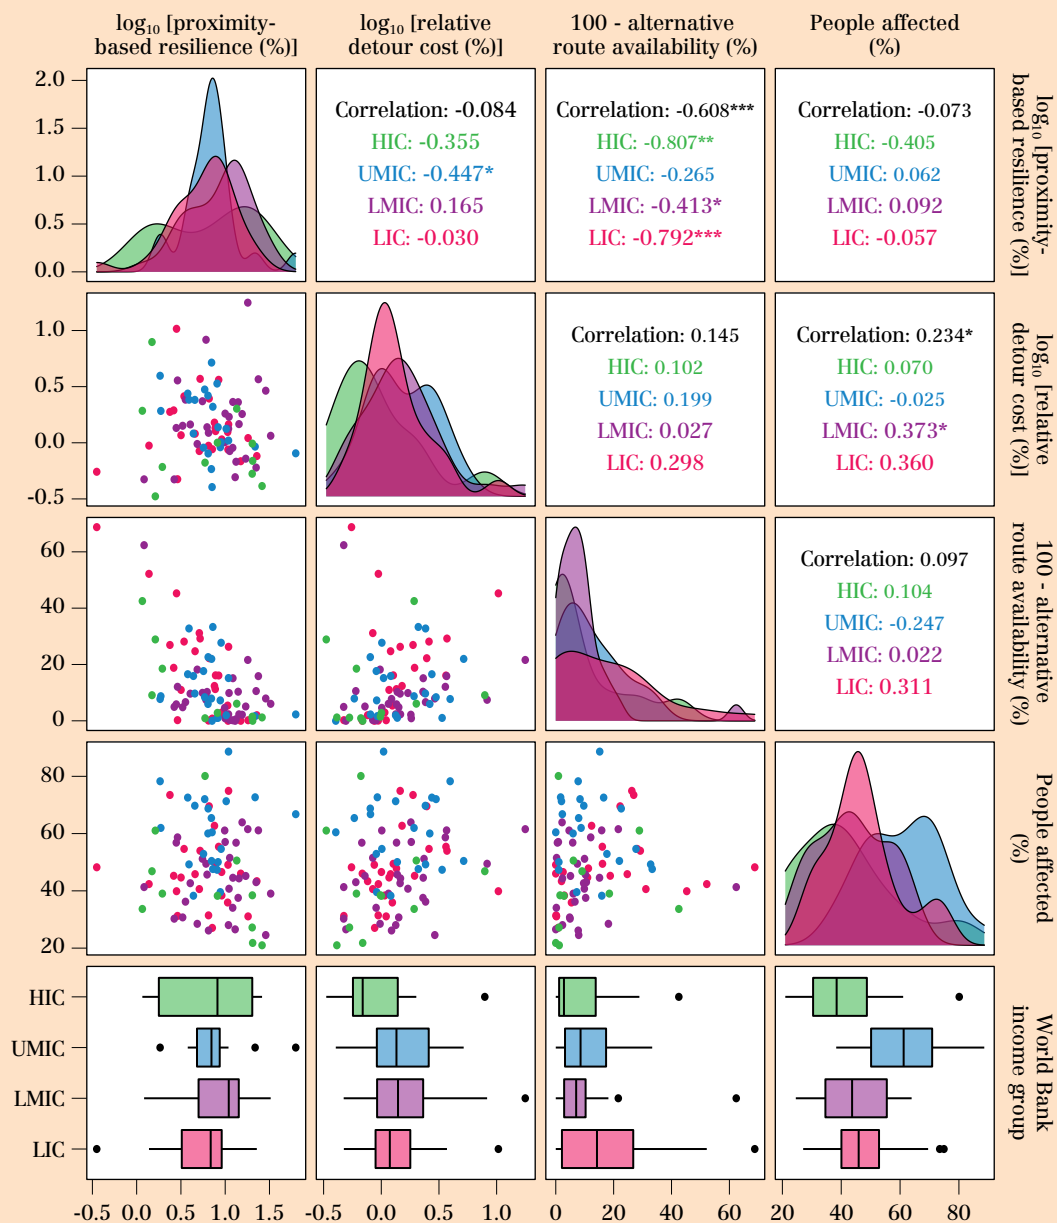 log₁₀ [proximity-
based resilience (%)]
log₁₀ [relative
detour cost (%)]
100 - alternative
route availability (%)
People affected
(%)
2.0
1.5
1.0
0.5
0.0
Correlation: -0.084
HIC: -0.355
UMIC: -0.447*
LMIC: 0.165
LIC: -0.030
Correlation: -0.608***
HIC: -0.807**
UMIC: -0.265
LMIC: -0.413*
LIC: -0.792***
Correlation: -0.073
HIC: -0.405
UMIC: 0.062
LMIC: 0.092
LIC: -0.057
log₁₀ [proximity-
based resilience (%)]
1.0
0.5
0.0
-0.5
Correlation: 0.145
HIC: 0.102
UMIC: 0.199
LMIC: 0.027
LIC: 0.298
Correlation: 0.234*
HIC: 0.070
UMIC: -0.025
LMIC: 0.373*
LIC: 0.360
log₁₀ [relative
detour cost (%)]
60
40
20
0
Correlation: 0.097
HIC: 0.104
UMIC: -0.247
LMIC: 0.022
LIC: 0.311
100 - alternative
route availability (%)
80
60
40
20
People affected
(%)
HIC
UMIC
LMIC
LIC
World Bank
income group
-0.5 0.0 0.5 1.0 1.5
-0.5 0 0.5 1.0
0 20 40 60
20 40 60 80